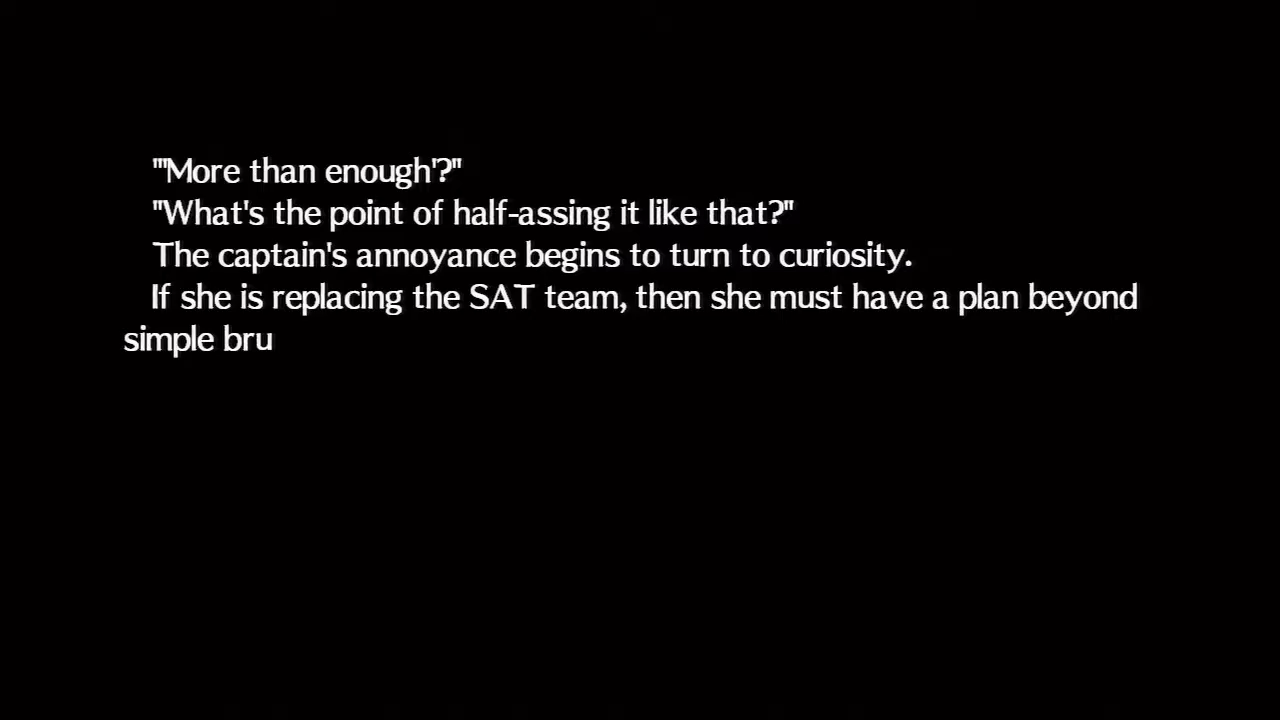 "'More than enough'?"
"What's the point of half-assing it like that?"
The captain's annoyance begins to turn to curiosity.
If she is replacing the SAT team, then she must have a plan beyond
simple bru